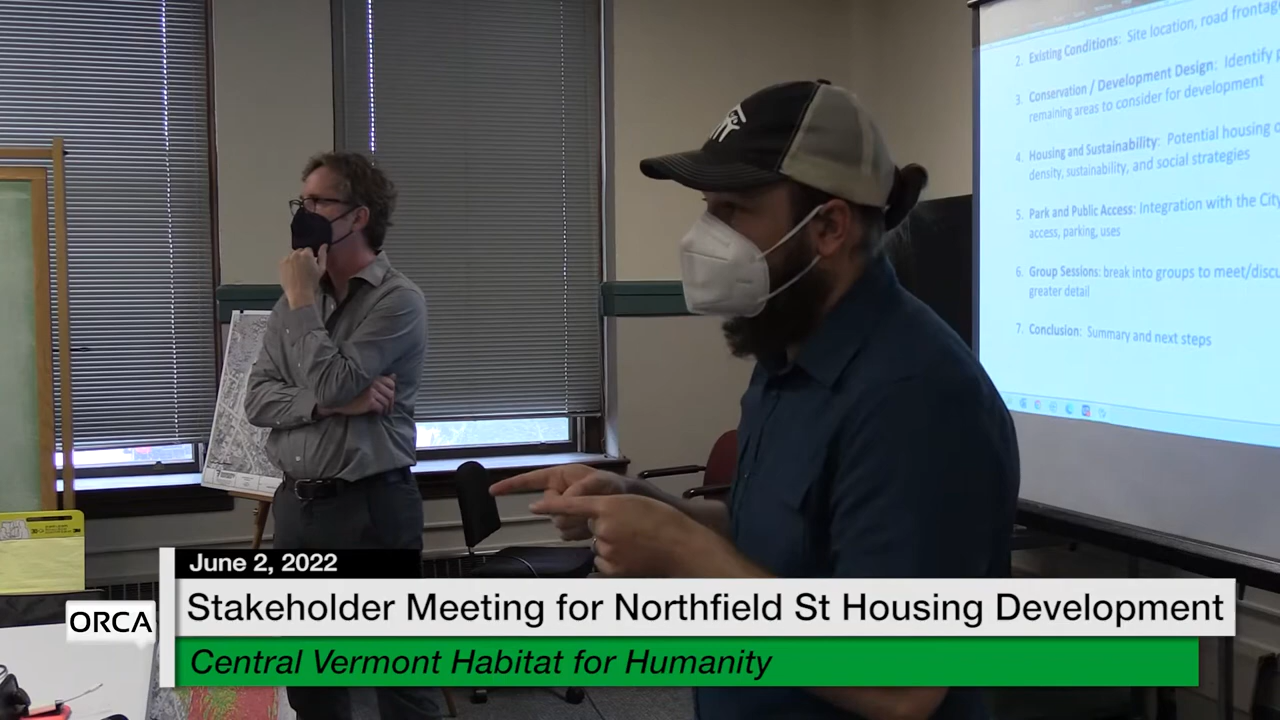 2. Existing Conditions: Site location, road frontag
3. Conservation / Development Design: Identify
remaining areas to consider for development
4. Housing and Sustainability: Potential housing
density, sustainability, and social strategies
5. Park and Public Access: Integration with the City
access, parking, uses
6. Group Sessions: break into groups to meet/discu
greater detail
7. Conclusion: Summary and next steps
June 2, 2022
Stakeholder Meeting for Northfield St Housing Development
ORCA
Central Vermont Habitat for Humanity